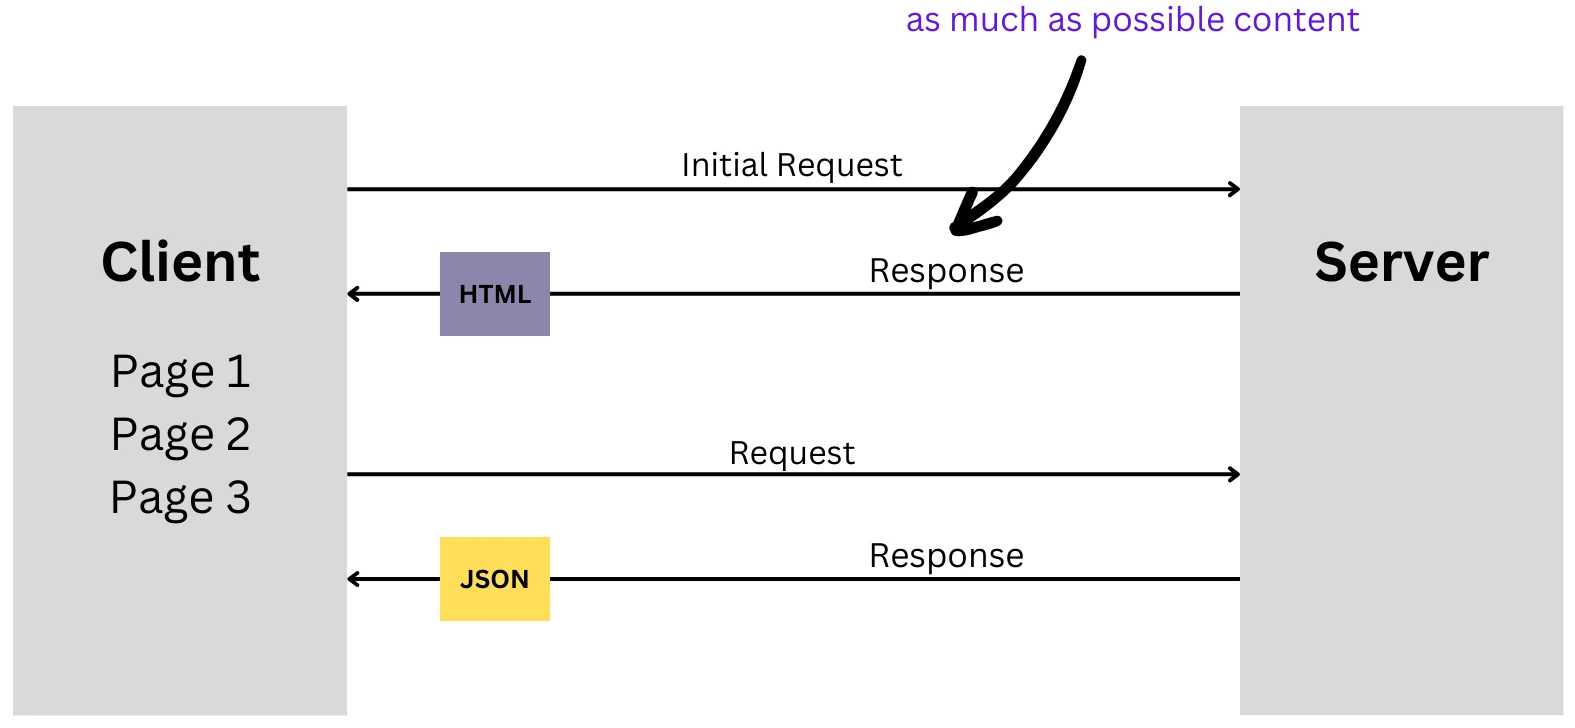 as much as possible content
Initial Request
Client
Server
Response
HTML
Page 1
Page 2
Page 3
Request
Response
JSON